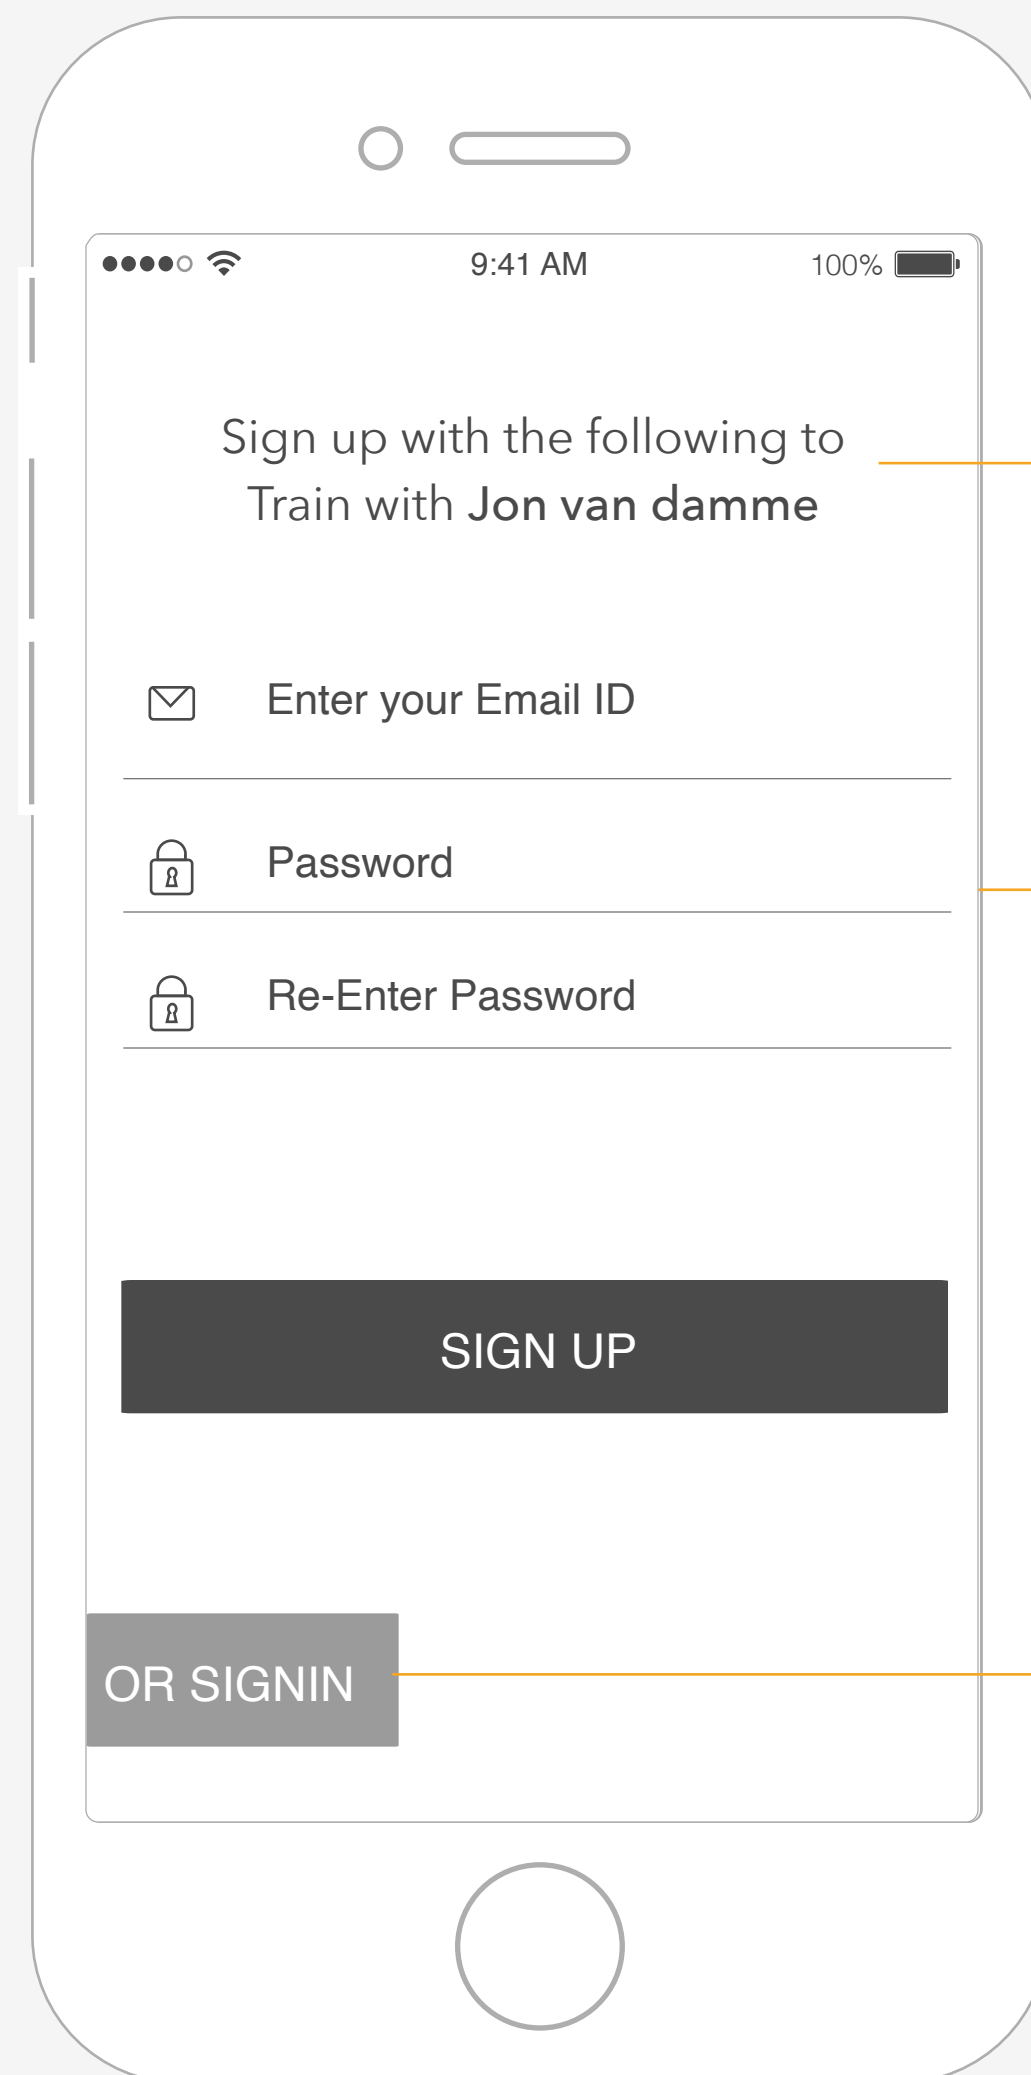 9:41 AM
100%
Sign up with the following to
Train with Jon van damme
Enter your Email ID
Password
Re-Enter Password
SIGN UP
OR SIGNIN